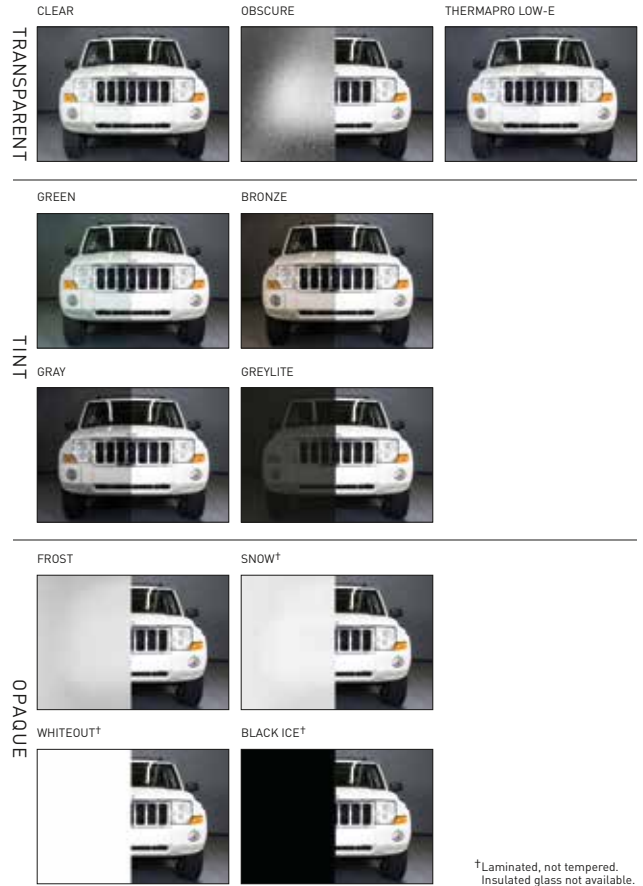 CLEAR
OBSCURE
THERMAPRO LOW-E
TRANSPARENT
GREEN
BRONZE
TINT
GRAY
GREYLITE
FROST
SNOW†
OPAQUE
WHITEOUT†
BLACK ICE†
†Laminated, not tempered.
Insulated glass not available.